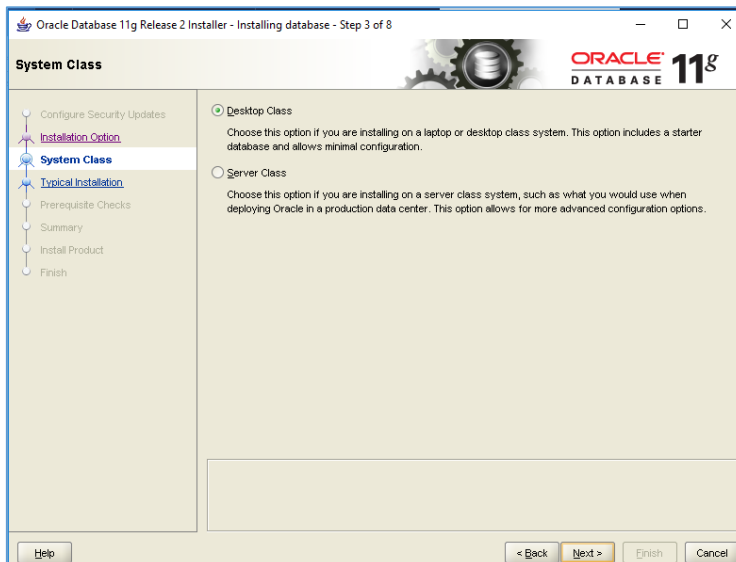 Oracle Database 11g Release 2 Installer - Installing database - Step 3 of 8
System Class
ORACLE
DATABASE
11g
Configure Security Updates
Installation Option
System Class
Typical Installation
Prerequisite Checks
Summary
Install Product
Finish
Desktop Class
Choose this option if you are installing on a laptop or desktop class system. This option includes a starter
database and allows minimal configuration.
Server Class
Choose this option if you are installing on a server class system, such as what you would use when
deploying Oracle in a production data center. This option allows for more advanced configuration options.
Help
< Back
Next >
Finish
Cancel